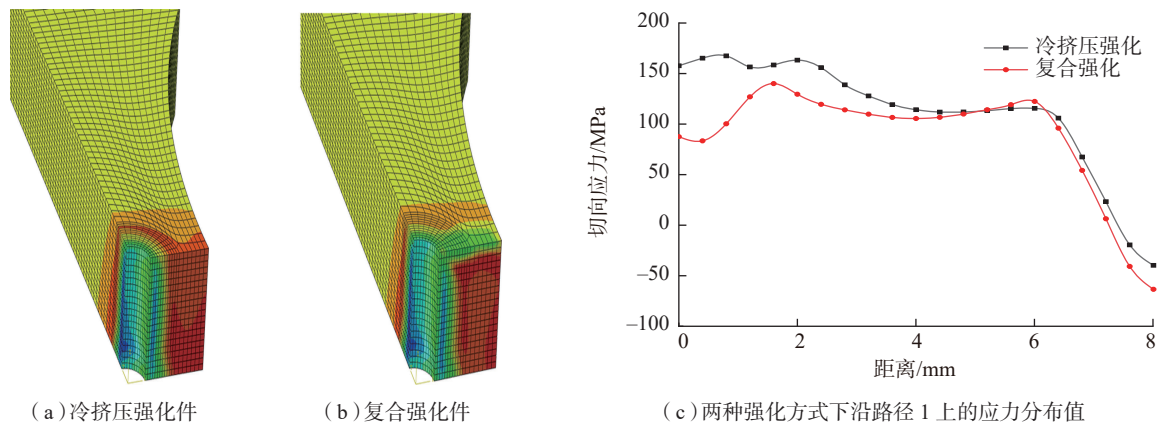 200
150
100
50
0
−50
−100
切向应力/MPa
冷挤压强化
复合强化
0 2 4 6 8
距离/mm
（a）冷挤压强化件
（b）复合强化件
（c）两种强化方式下沿路径 1 上的应力分布值